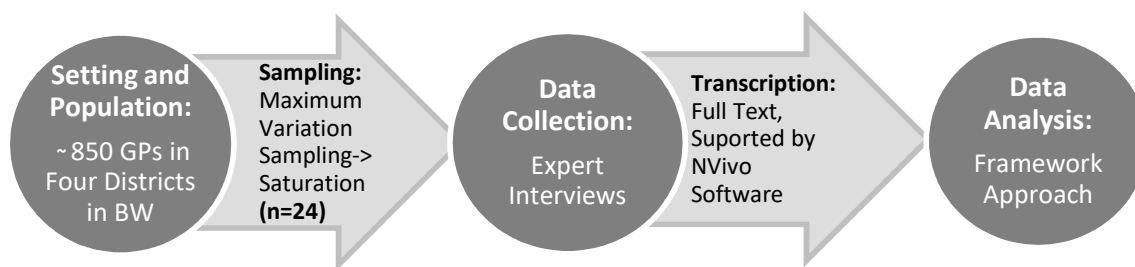 Setting and
Population:
~850 GPs in
Four Districts
in BW
Sampling:
Maximum
Variation
Sampling->
Saturation
(n=24)
Data
Collection:
Expert
Interviews
Transcription:
Full Text,
Suported by
NVivo
Software
Data
Analysis:
Framework
Approach